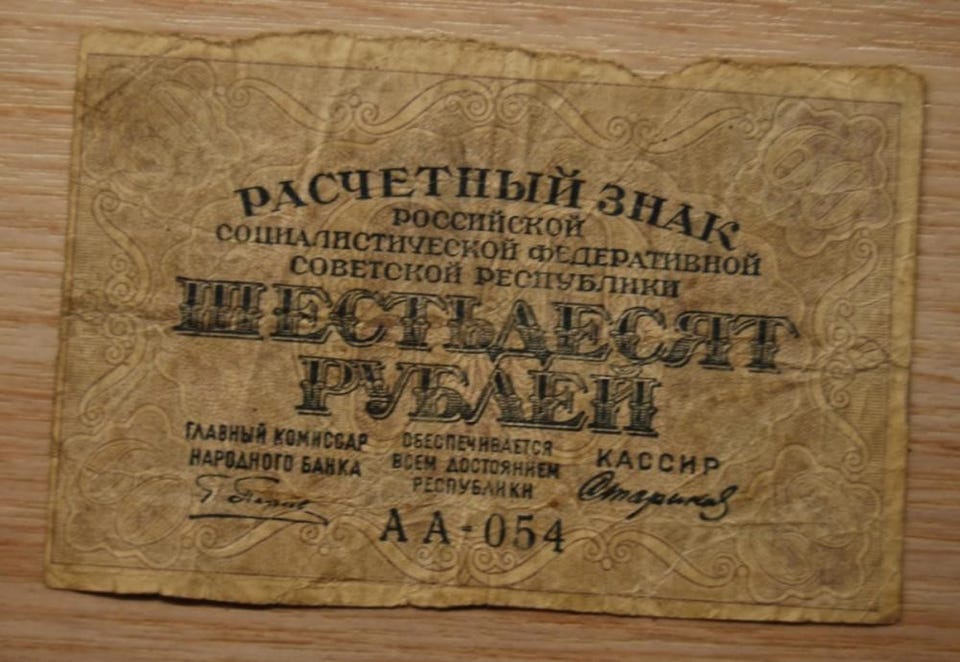 РАСЧЕТНЫЙ ЗНАК
РОССИЙСКОЙ
СОЦИАЛИСТИЧЕСКОЙ ФЕДЕРАТИВНОЙ
СОВЕТСКОЙ РЕСПУБЛИКИ
ШЕСТЬДЕСЯТ
РУБЛЕЙ
ГЛАВНЫЙ КОМИССАР
НАРОДНОГО БАНКА
ОБЕСПЕЧИВАЕТСЯ
ВСЕМ ДОСТОЯНИЕМ
РЕСПУБЛИКИ
КАССИР
АА-054